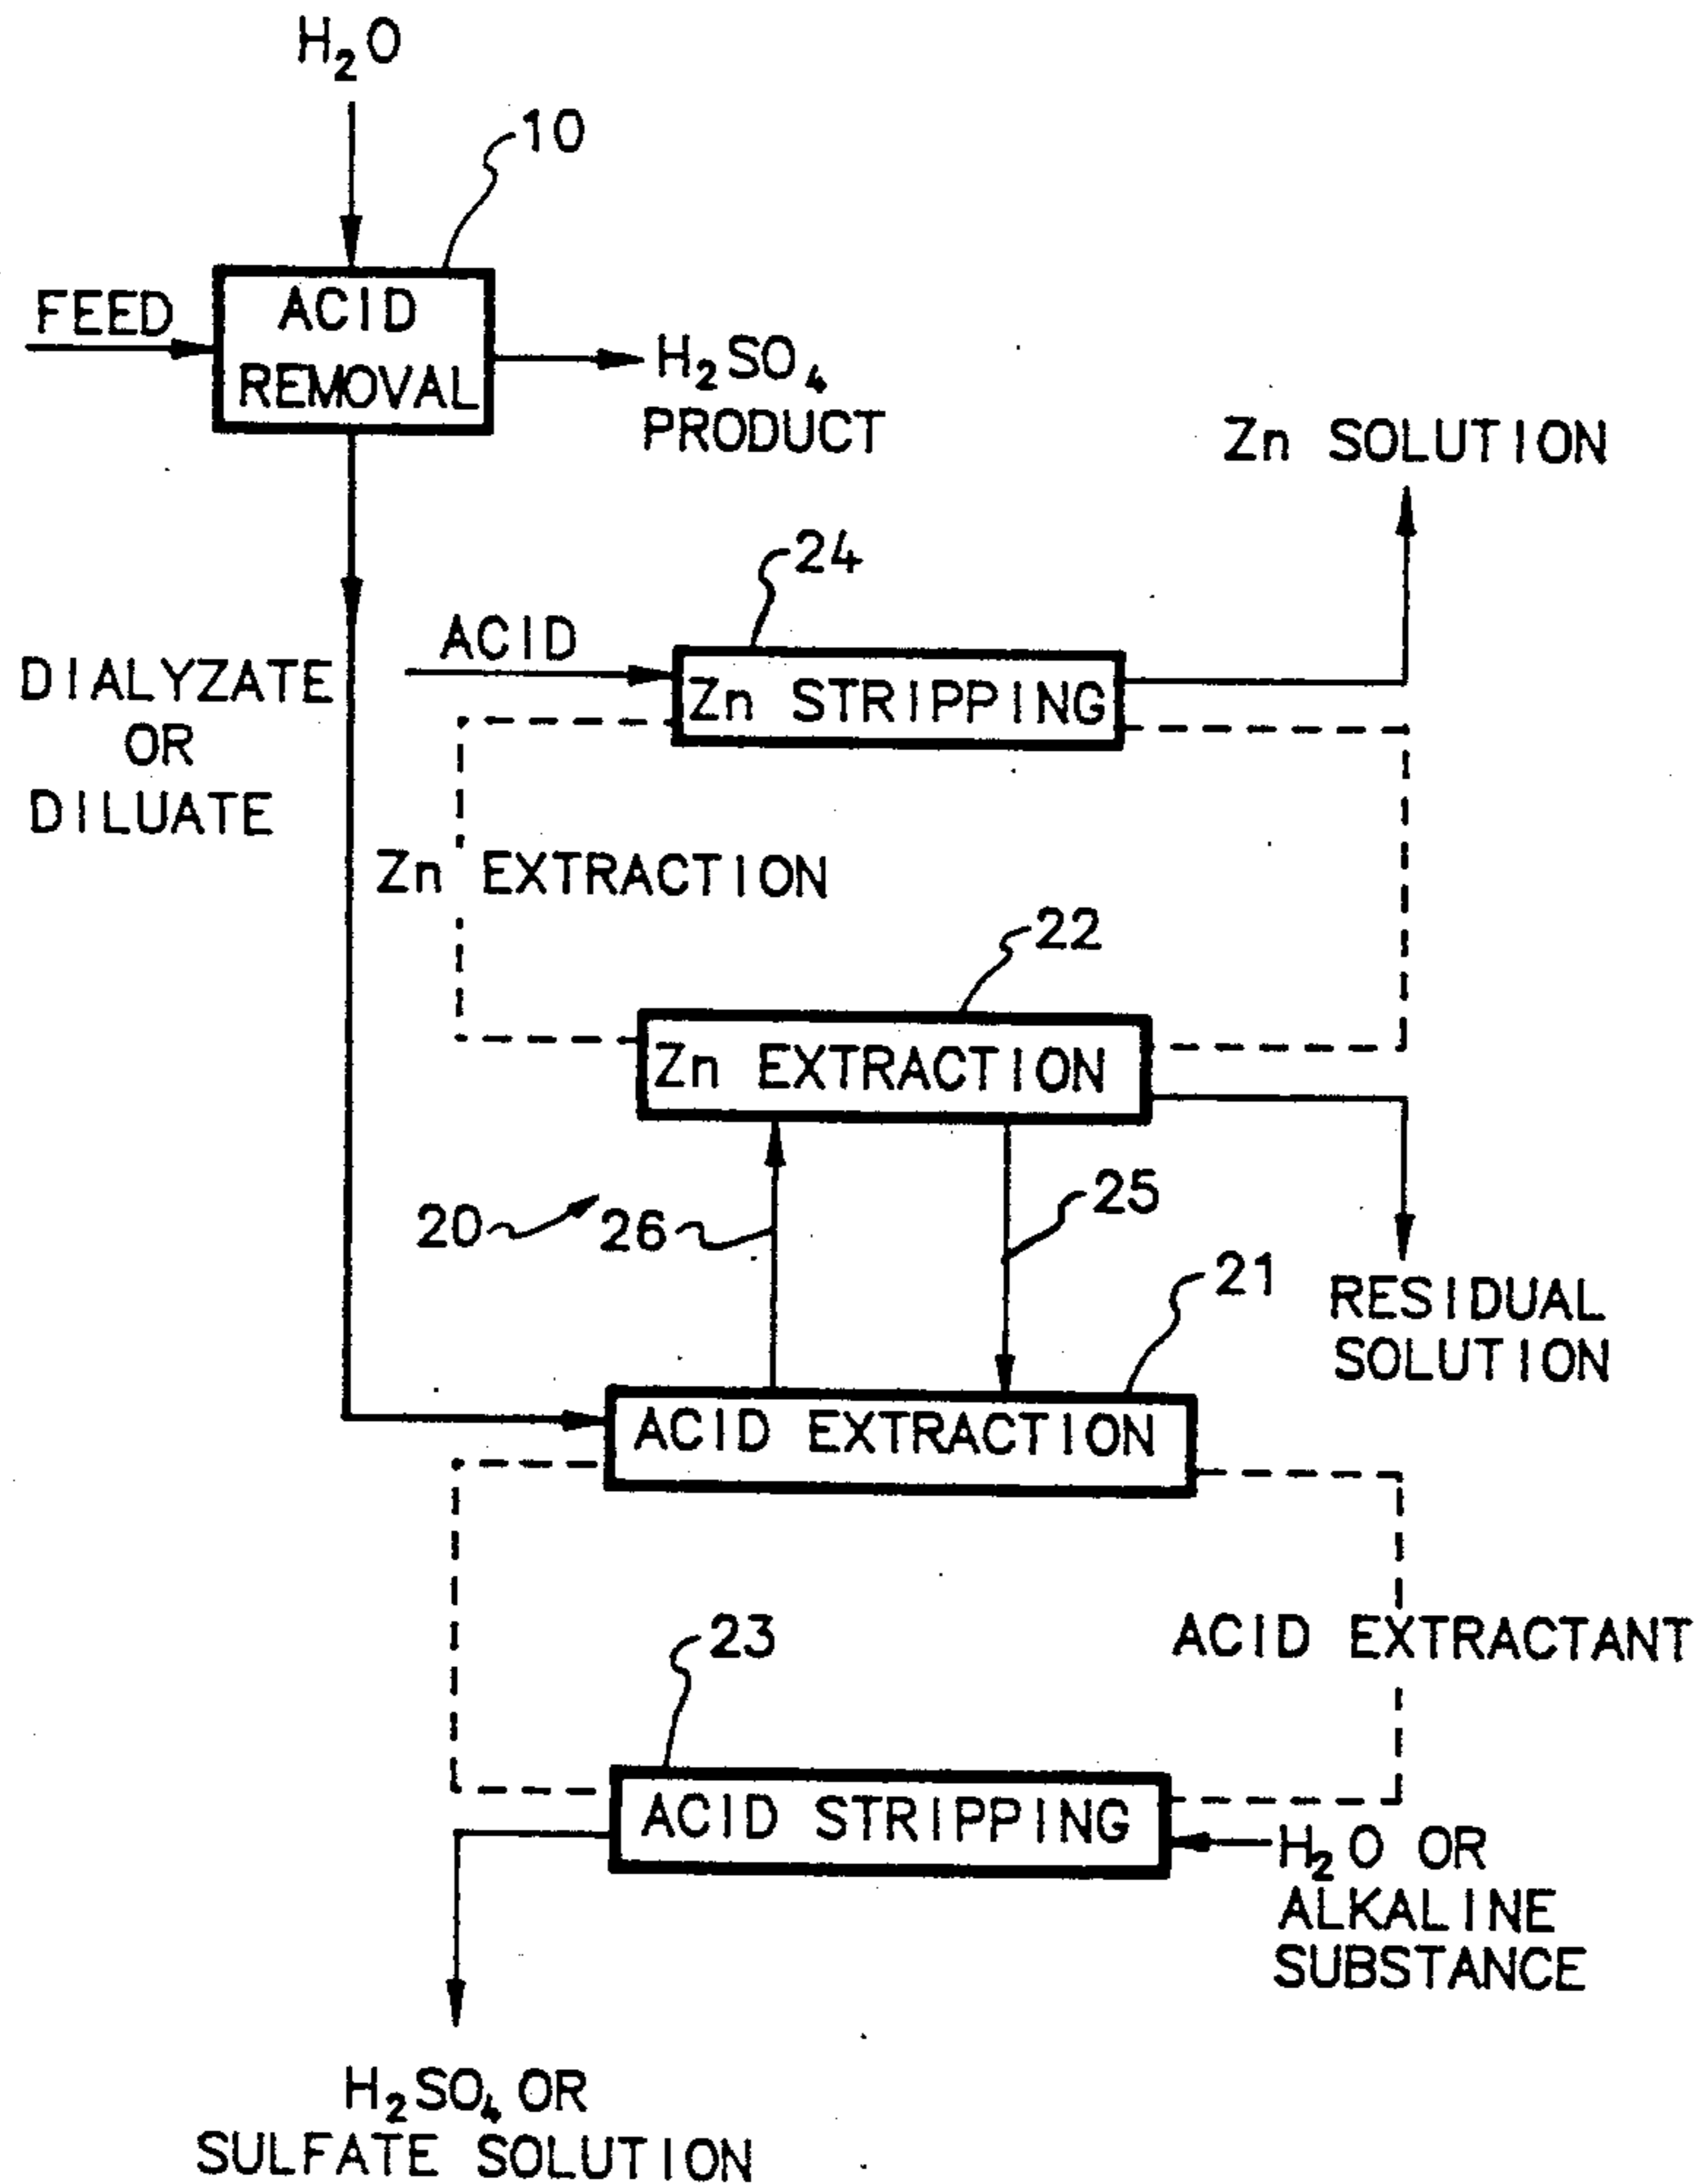 H₂O
10
FEED
ACID
REMOVAL
H₂SO₄
PRODUCT
Zn SOLUTION
24
ACID
Zn STRIPPING
DIALYZATE
OR
DILUATE
Zn EXTRACTION
22
Zn EXTRACTION
20
26
25
21
RESIDUAL
SOLUTION
ACID EXTRACTION
23
ACID EXTRACTANT
ACID STRIPPING
H₂O OR
ALKALINE
SUBSTANCE
H₂SO₄ OR
SULFATE SOLUTION